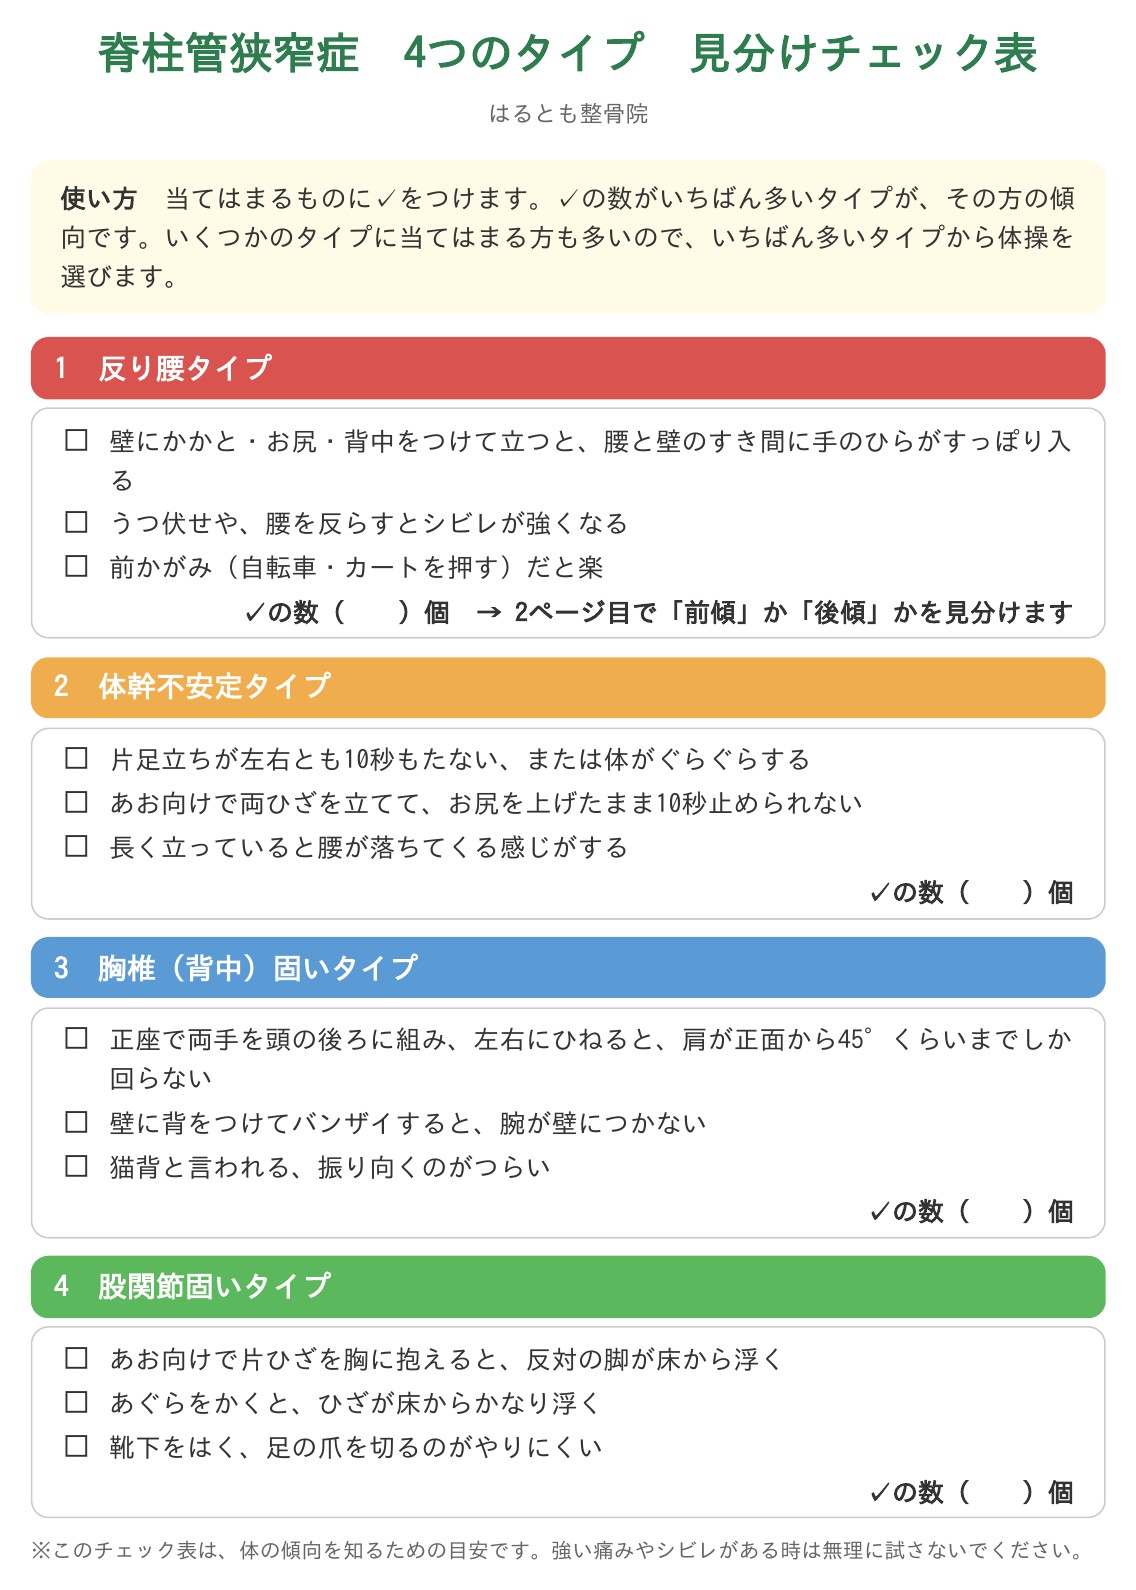 脊柱管狭窄症　4つのタイプ　見分けチェック表
はるとも整骨院
使い方　当てはまるものに✓をつけます。✓の数がいちばん多いタイプが、その方の傾
向です。いくつかのタイプに当てはまる方も多いので、いちばん多いタイプから体操を
選びます。
1　反り腰タイプ
☐ 壁にかかと・お尻・背中をつけて立つと、腰と壁のすき間に手のひらがすっぽり入
る
☐ うつ伏せや、腰を反らすとシビレが強くなる
☐ 前かがみ（自転車・カートを押す）だと楽
✓の数（　　）個　→ 2ページ目で「前傾」か「後傾」かを見分けます
2　体幹不安定タイプ
☐ 片足立ちが左右とも10秒もたない、または体がぐらぐらする
☐ あお向けで両ひざを立てて、お尻を上げたまま10秒止められない
☐ 長く立っていると腰が落ちてくる感じがする
✓の数（　　）個
3　胸椎（背中）固いタイプ
☐ 正座で両手を頭の後ろに組み、左右にひねると、肩が正面から45°くらいまでしか
回らない
☐ 壁に背をつけてバンザイすると、腕が壁につかない
☐ 猫背と言われる、振り向くのがつらい
✓の数（　　）個
4　股関節固いタイプ
☐ あお向けで片ひざを胸に抱えると、反対の脚が床から浮く
☐ あぐらをかくと、ひざが床からかなり浮く
☐ 靴下をはく、足の爪を切るのがやりにくい
✓の数（　　）個
※このチェック表は、体の傾向を知るための目安です。強い痛みやシビレがある時は無理に試さないでください。